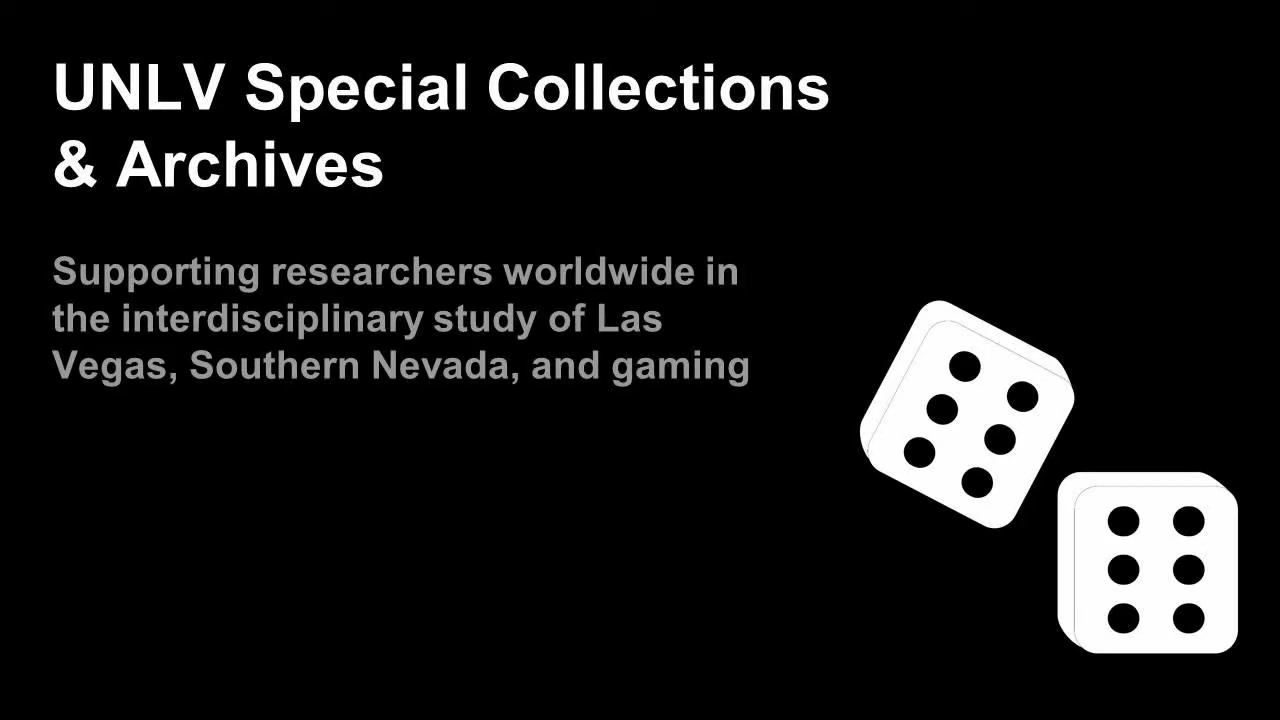 UNLV Special Collections
& Archives
Supporting researchers worldwide in
the interdisciplinary study of Las
Vegas, Southern Nevada, and gaming